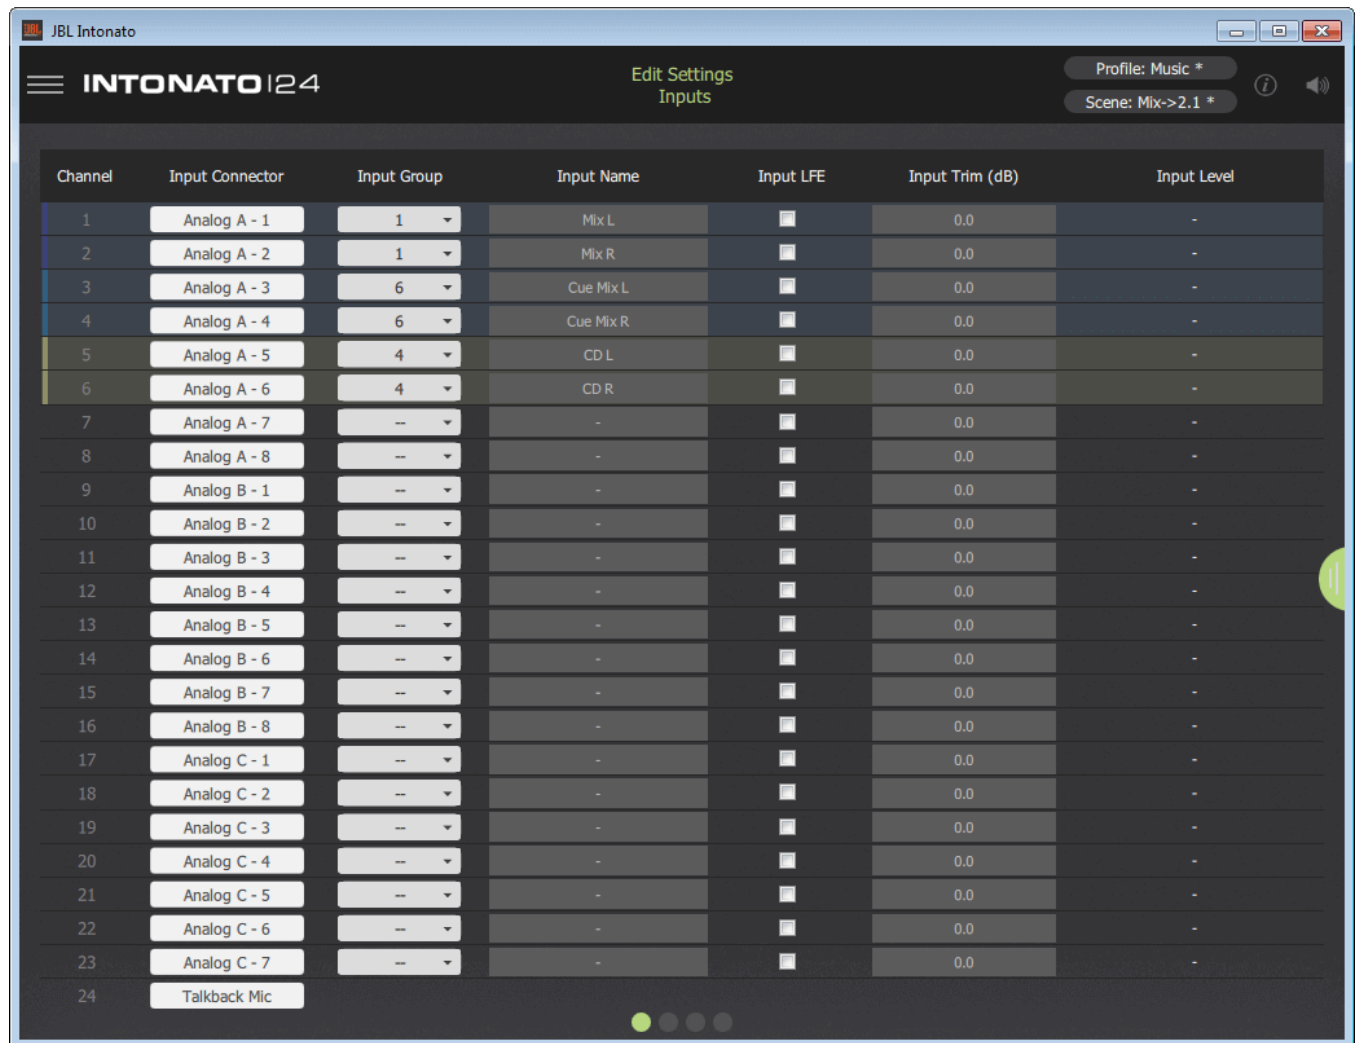 JBL JBL Intonato
INTONATO|24 Edit Settings Profile: Music *
Inputs Scene: Mix->2.1 *
Channel Input Connector Input Group Input Name Input LFE Input Trim (dB) Input Level
1 Analog A - 1 1 Mix L 0.0 -
2 Analog A - 2 1 Mix R 0.0 -
3 Analog A - 3 6 Cue Mix L 0.0 -
4 Analog A - 4 6 Cue Mix R 0.0 -
5 Analog A - 5 4 CD L 0.0 -
6 Analog A - 6 4 CD R 0.0 -
7 Analog A - 7 -- - 0.0 -
8 Analog A - 8 -- - 0.0 -
9 Analog B - 1 -- - 0.0 -
10 Analog B - 2 -- - 0.0 -
11 Analog B - 3 -- - 0.0 -
12 Analog B - 4 -- - 0.0 -
13 Analog B - 5 -- - 0.0 -
14 Analog B - 6 -- - 0.0 -
15 Analog B - 7 -- - 0.0 -
16 Analog B - 8 -- - 0.0 -
17 Analog C - 1 -- - 0.0 -
18 Analog C - 2 -- - 0.0 -
19 Analog C - 3 -- - 0.0 -
20 Analog C - 4 -- - 0.0 -
21 Analog C - 5 -- - 0.0 -
22 Analog C - 6 -- - 0.0 -
23 Analog C - 7 -- - 0.0 -
24 Talkback Mic